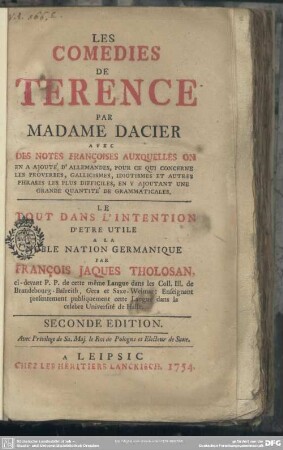 LES
COMEDIES
DE
TERENCE
PAR
MADAME DACIER
AVEC
DES NOTES FRANÇOISES AUXQUELLES ON
EN A AJOUTÉ D'ALLEMANDES, POUR CE QUI CONCERNE
LES PROVERBES, GALLICISMES, IDIOTISMES ET AUTRES
PHRASES LES PLUS DIFFICILES, EN Y AJOUTANT UNE
GRANDE QUANTITÉ DE GRAMMATICALES,
LE
TOUT DANS L'INTENTION
D'ETRE UTILE
A LA
NOBLE NATION GERMANIQUE
PAR
FRANÇOIS JAQUES THOLOSAN,
ci-devant P. P. de cette même Langue dans les Coll. Ill. de
Brandebourg-Bareith, Gera et Saxe-Weimar; Enseignant
presentement publiquement cette Langue dans la
celebre Université de
SECONDE EDITION.
Avec Privilege de Sa. Maj. le Roi de Pologne et Electeur de Saxe.
A LEIPSIC
CHEZ LES HÉRITIERS LANCKISCH. 1754.
DFG